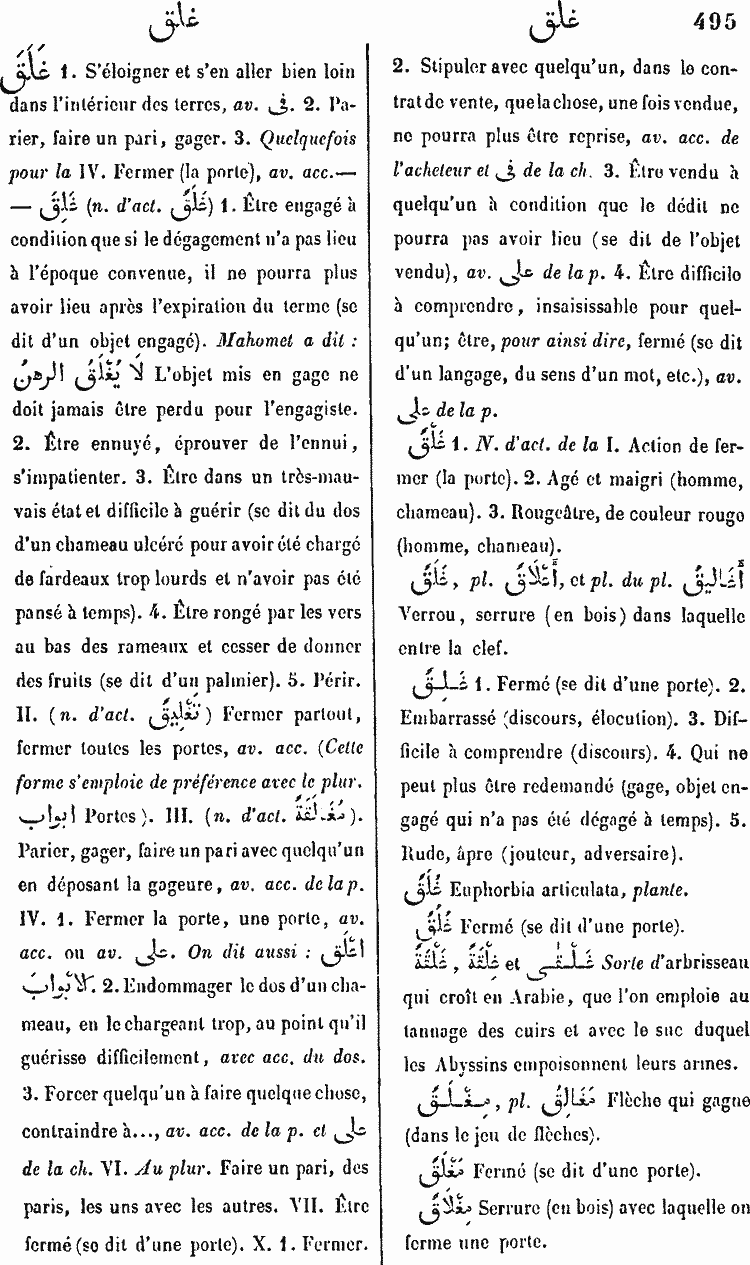 غلق
غلق 495
غَلَقَ 1. S'éloigner et s'en aller bien loin
dans l'intérieur des terres, av. فى. 2. Pa-
rier, faire un pari, gager. 3. Quelquefois
pour la IV. Fermer (la porte), av. acc.—
— غَلِقَ (n. d'act. غَلَقٌ) 1. Être engagé à
condition que si le dégagement n'a pas lieu
à l'époque convenue, il ne pourra plus
avoir lieu après l'expiration du terme (se
dit d'un objet engagé). Mahomet a dit :
لَا يُغْلَقُ الرهنُ L'objet mis en gage ne
doit jamais être perdu pour l'engagiste.
2. Être ennuyé, éprouver de l'ennui,
s'impatienter. 3. Être dans un très-mau-
vais état et difficile à guérir (se dit du dos
d'un chameau ulcéré pour avoir été chargé
de fardeaux trop lourds et n'avoir pas été
pansé à temps). 4. Être rongé par les vers
au bas des rameaux et cesser de donner
des fruits (se dit d'un palmier). 5. Périr.
II. (n. d'act. تَغْلِيقٌ) Fermer partout,
fermer toutes les portes, av. acc. (Cette
forme s'emploie de préférence avec le plur.
ابواب Portes). III. (n. d'act. مُغَالَقَةٌ).
Parier, gager, faire un pari avec quelqu'un
en déposant la gageure, av. acc. de la p.
IV. 1. Fermer la porte, une porte, av.
acc. ou av. على. On dit aussi : اغْلَق
الابْوابَ. 2. Endommager le dos d'un cha-
meau, en le chargeant trop, au point qu'il
guérisse difficilement, avec acc. du dos.
3. Forcer quelqu'un à faire quelque chose,
contraindre à..., av. acc. de la p. et على
de la ch. VI. Au plur. Faire un pari, des
paris, les uns avec les autres. VII. Être
fermé (se dit d'une porte). X. 1. Fermer.
2. Stipuler avec quelqu'un, dans le con-
trat de vente, que la chose, une fois vendue,
ne pourra plus être reprise, av. acc. de
l'acheteur et فى de la ch. 3. Être vendu à
quelqu'un à condition que le dédit ne
pourra pas avoir lieu (se dit de l'objet
vendu), av. على de la p. 4. Être difficile
à comprendre, insaisissable pour quel-
qu'un; être, pour ainsi dire, fermé (se dit
d'un langage, du sens d'un mot, etc.), av.
على de la p.
غَلْقٌ 1. N. d'act. de la I. Action de fer-
mer (la porte). 2. Agé et maigri (homme,
chameau). 3. Rougeâtre, de couleur rouge
(homme, chameau).
غَلَقٌ, pl. أَغْلَاقٌ, et pl. du pl. أَغَالِيقُ
Verrou, serrure (en bois) dans laquelle
entre la clef.
غَلِقٌ 1. Fermé (se dit d'une porte). 2.
Embarrassé (discours, élocution). 3. Dif-
ficile à comprendre (discours). 4. Qui ne
peut plus être redemandé (gage, objet en-
gagé qui n'a pas été dégagé à temps). 5.
Rude, âpre (jouteur, adversaire).
Euphorbia articulata, plante.
غُلُقٌ Fermé (se dit d'une porte).
غَلْقَةٌ, غِلْقَةٌ et غَلْقَى Sorte d'arbrisseau
qui croît en Arabie, que l'on emploie au
tannage des cuirs et avec le suc duquel
les Abyssins empoisonnent leurs armes.
مِغْلَقٌ, pl. مَغَالِقُ Flèche qui gagne
(dans le jeu de flèches).
مُغْلَقٌ Fermé (se dit d'une porte).
مِغْلَاقٌ Serrure (en bois) avec laquelle on
ferme une porte.